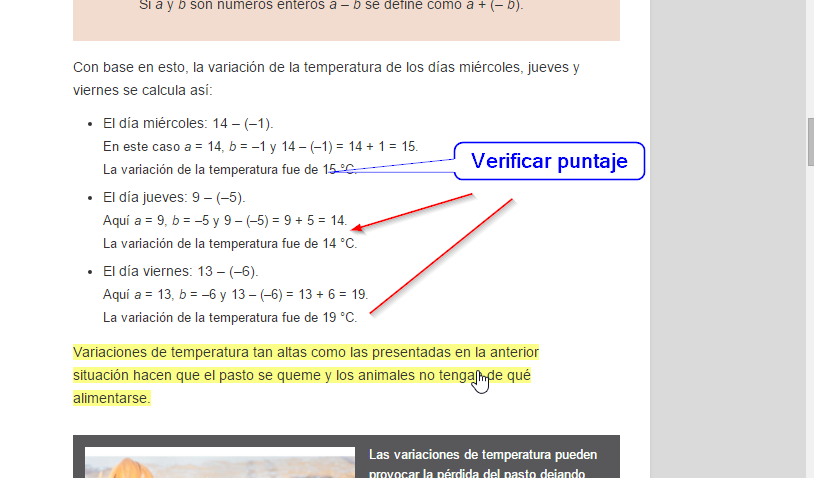 Si a y b son números enteros a – b se define como a + (– b).
Con base en esto, la variación de la temperatura de los días miércoles, jueves y
viernes se calcula así:
• El día miércoles: 14 – (–1).
En este caso a = 14, b = –1 y 14 – (–1) = 14 + 1 = 15.
La variación de la temperatura fue de 15 °C.
Verificar puntaje
• El día jueves: 9 – (–5).
Aquí a = 9, b = –5 y 9 – (–5) = 9 + 5 = 14.
La variación de la temperatura fue de 14 °C.
• El día viernes: 13 – (–6).
Aquí a = 13, b = –6 y 13 – (–6) = 13 + 6 = 19.
La variación de la temperatura fue de 19 °C.
Variaciones de temperatura tan altas como las presentadas en la anterior
situación hacen que el pasto se queme y los animales no tengan de qué
alimentarse.
Las variaciones de temperatura pueden
provocar la pérdida del pasto dejando